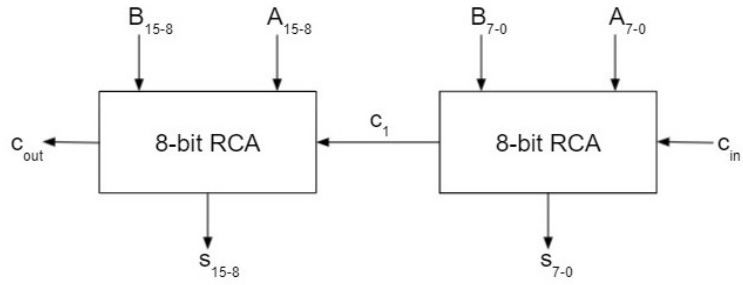 B15-8 A15-8 B7-0 A7-0
cout 8-bit RCA c1 8-bit RCA cin
s15-8 s7-0